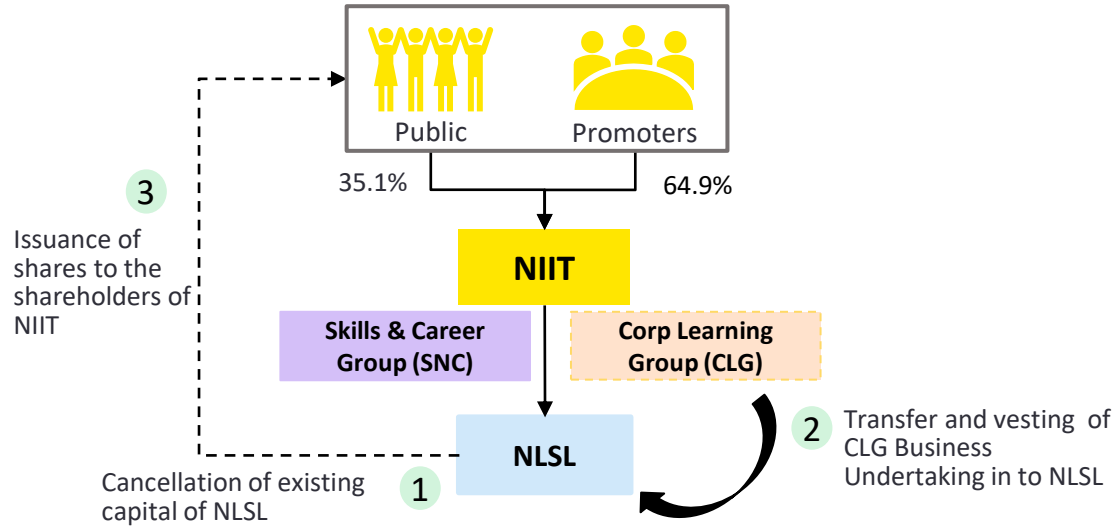 Public
Promoters
35.1%
64.9%
3
Issuance of
shares to the
shareholders of
NIIT
NIIT
Skills & Career
Group (SNC)
Corp Learning
Group (CLG)
2
Transfer and vesting of
CLG Business
Undertaking in to NLSL
NLSL
1
Cancellation of existing
capital of NLSL